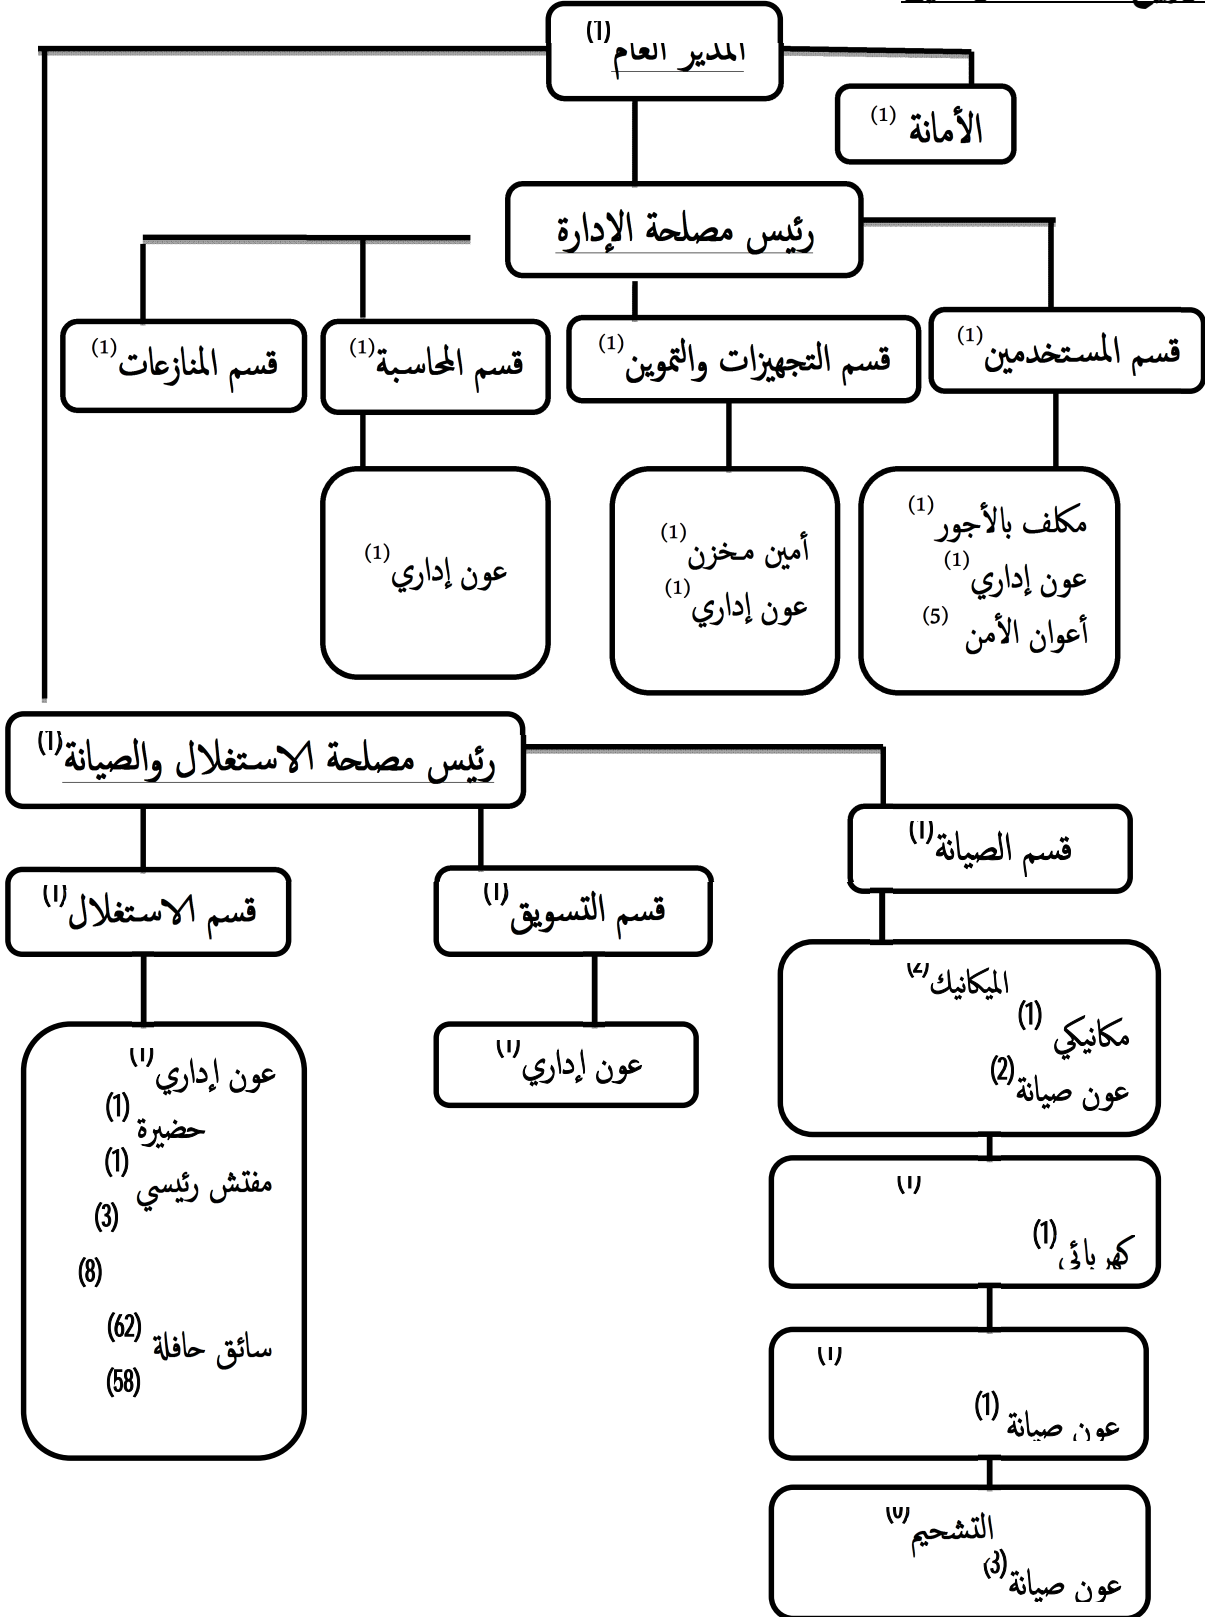 المدير العام (1)
الأمانة (1)
رئيس مصلحة الإدارة
قسم المستخدمين (1)
قسم التجهيزات والتموين (1)
قسم المحاسبة (1)
قسم المنازعات (1)
مكلف بالأجور (1)
عون إداري (1)
أعوان الأمن (5)
أمين مخزن (1)
عون إداري (1)
عون إداري (1)
رئيس مصلحة الاستغلال والصيانة (1)
قسم الصيانة (1)
قسم التسويق (1)
قسم الاستغلال (1)
الميكانيك (2)
مكانيكي (1)
عون صيانة (2)
(1)
كهربائي (1)
(1)
عون صيانة (1)
التشحيم
عون صيانة (3)
عون إداري (1)
عون إداري (1)
حضيرة (1)
مفتش رئيسي (1)
(3)
(8)
سائق حافلة (62)
(58)